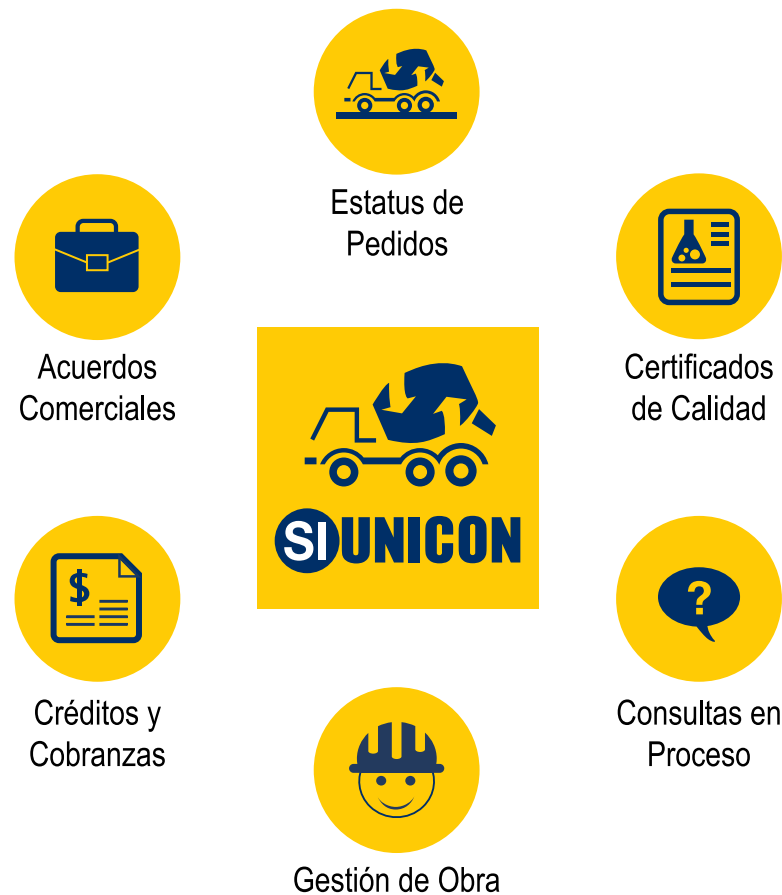 Estatus de
Pedidos
Acuerdos
Comerciales
Certificados
de Calidad
SI UNICON
$
Créditos y
Cobranzas
?
Consultas en
Proceso
Gestión de Obra